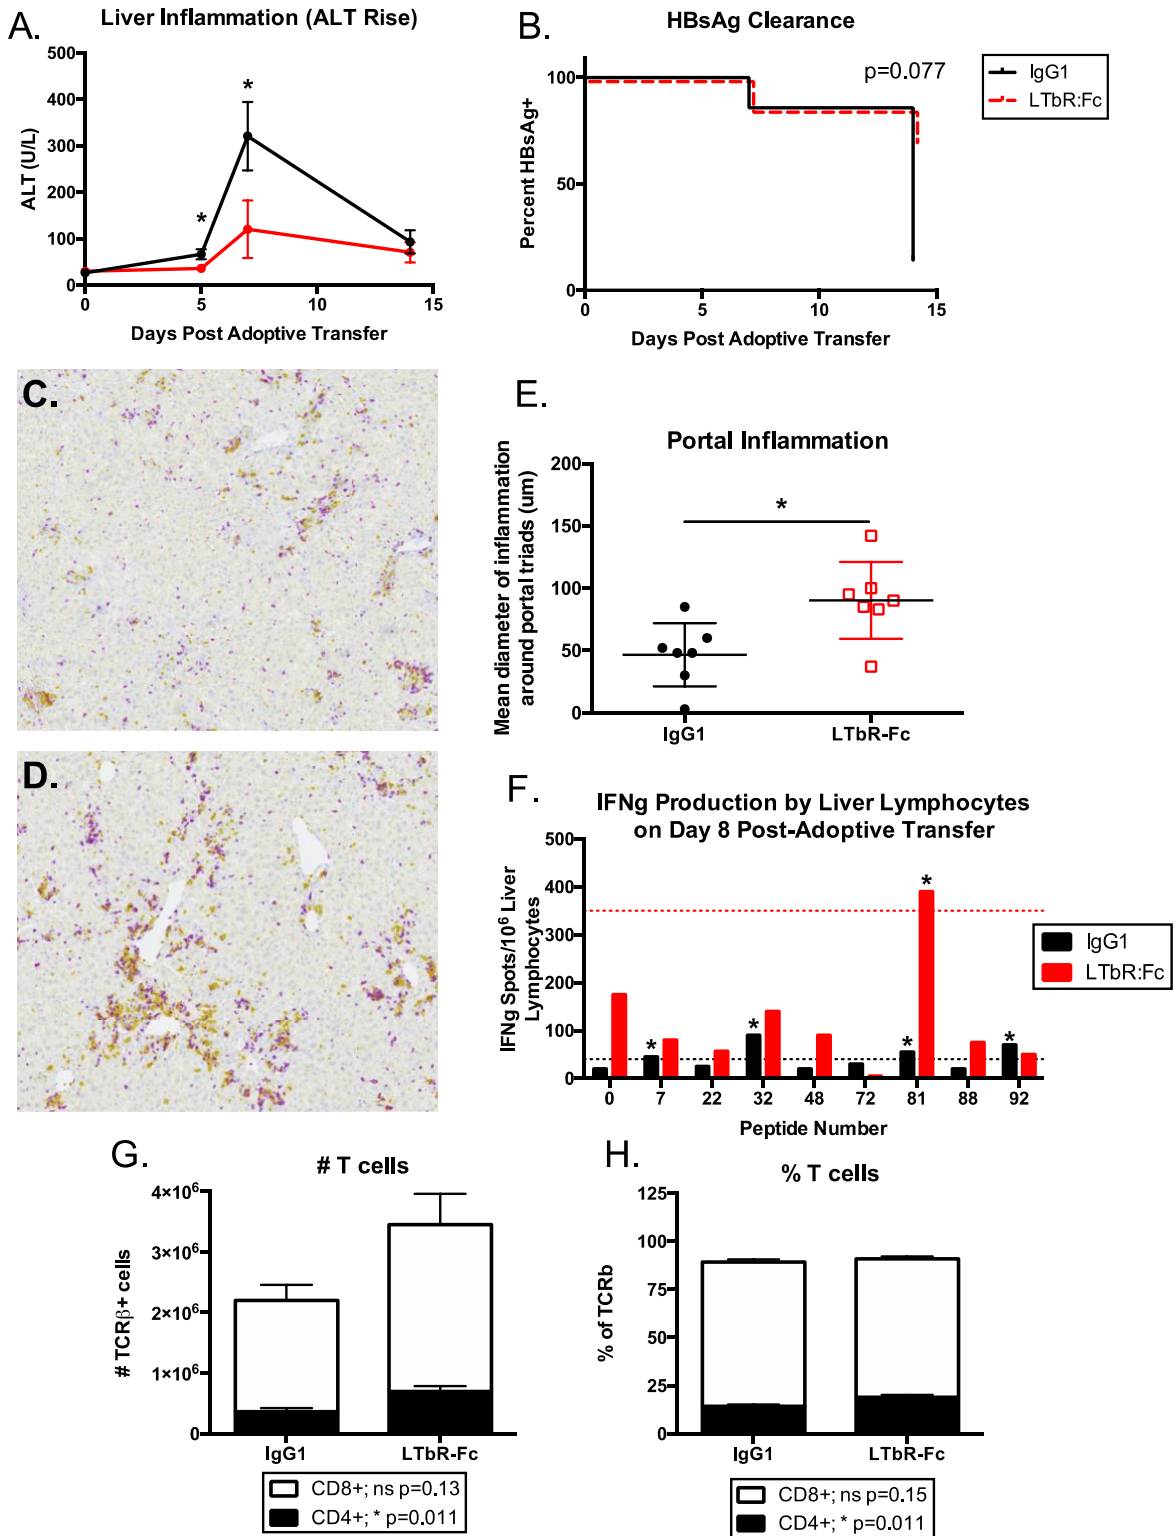 A.
Liver Inflammation (ALT Rise)
ALT (U/L)
500
400
300
200
100
0
*
*
0
5
10
15
Days Post Adoptive Transfer
B.
HBsAg Clearance
Percent HBsAg+
100
50
0
p=0.077
0
5
10
15
Days Post Adoptive Transfer
IgG1
LTbR:Fc
C.
D.
E.
Portal Inflammation
Mean diameter of inflammation
around portal triads (um)
200
150
100
50
0
*
IgG1
LTbR-Fc
F.
IFNg Production by Liver Lymphocytes
on Day 8 Post-Adoptive Transfer
IFNg Spots/10⁶ Liver
Lymphocytes
500
400
300
200
100
0
*
*
*
*
*
0
7
22
32
48
72
81
88
92
Peptide Number
IgG1
LTbR:Fc
G.
# T cells
# TCRβ+ cells
4×10⁶
3×10⁶
2×10⁶
1×10⁶
0
IgG1
LTbR-Fc
CD8+; ns p=0.13
CD4+; * p=0.011
H.
% T cells
% of TCRb
125
100
75
50
25
0
IgG1
LTbR-Fc
CD8+; ns p=0.15
CD4+; * p=0.011